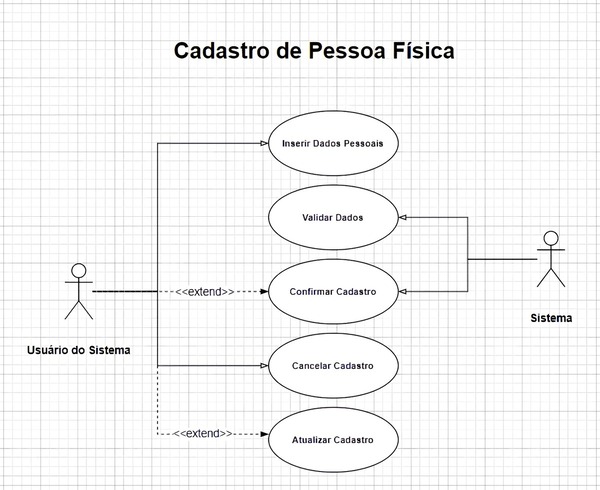 Cadastro de Pessoa Física
Inserir Dados Pessoais
Validar Dados
<<extend>>
Confirmar Cadastro
Sistema
Usuário do Sistema
Cancelar Cadastro
<<extend>>
Atualizar Cadastro